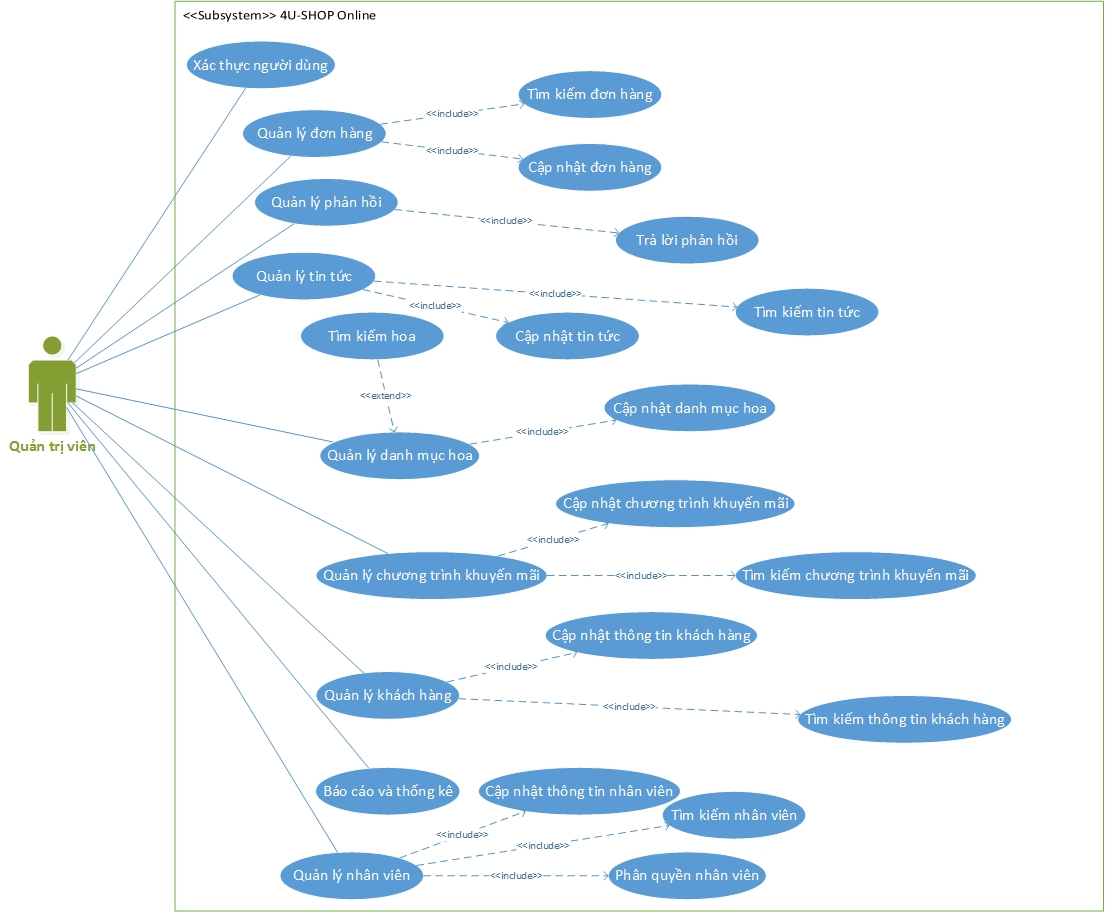 <<Subsystem>> 4U-SHOP Online
Xác thực người dùng
Tìm kiếm đơn hàng
<<include>>
Quản lý đơn hàng
<<include>>
Cập nhật đơn hàng
Quản lý phản hồi
<<include>>
Trả lời phản hồi
Quản lý tin tức
<<include>>
<<include>>
Tìm kiếm tin tức
Tìm kiếm hoa
Cập nhật tin tức
<<extend>>
Cập nhật danh mục hoa
<<include>>
Quản trị viên
Quản lý danh mục hoa
Cập nhật chương trình khuyến mãi
<<include>>
Quản lý chương trình khuyến mãi
<<include>>
Tìm kiếm chương trình khuyến mãi
Cập nhật thông tin khách hàng
<<include>>
Quản lý khách hàng
<<include>>
Tìm kiếm thông tin khách hàng
Báo cáo và thống kê
Cập nhật thông tin nhân viên
Tìm kiếm nhân viên
<<include>>
<<include>>
Quản lý nhân viên
<<include>>
Phân quyền nhân viên